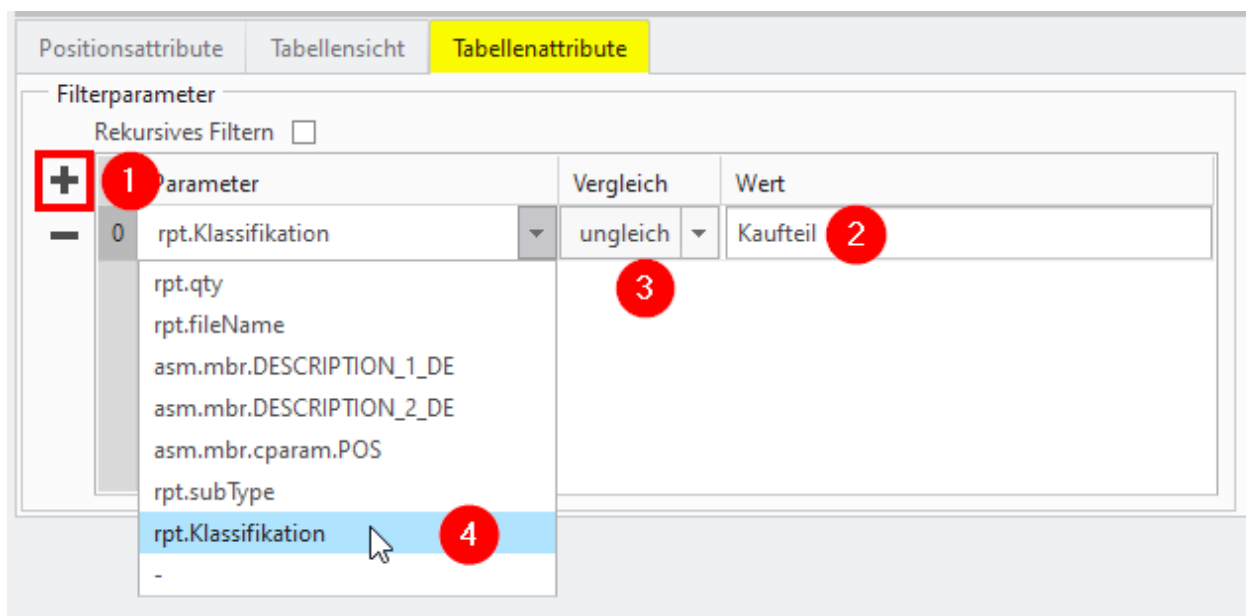 Positionsattribute Tabellensicht Tabellenattribute
Filterparameter
Rekursives Filtern
1 Parameter Vergleich Wert
0 rpt.Klassifikation ungleich Kaufteil 2
rpt.qty
3
rpt.fileName
asm.mbr.DESCRIPTION_1_DE
asm.mbr.DESCRIPTION_2_DE
asm.mbr.cparam.POS
rpt.subType
rpt.Klassifikation 4
-